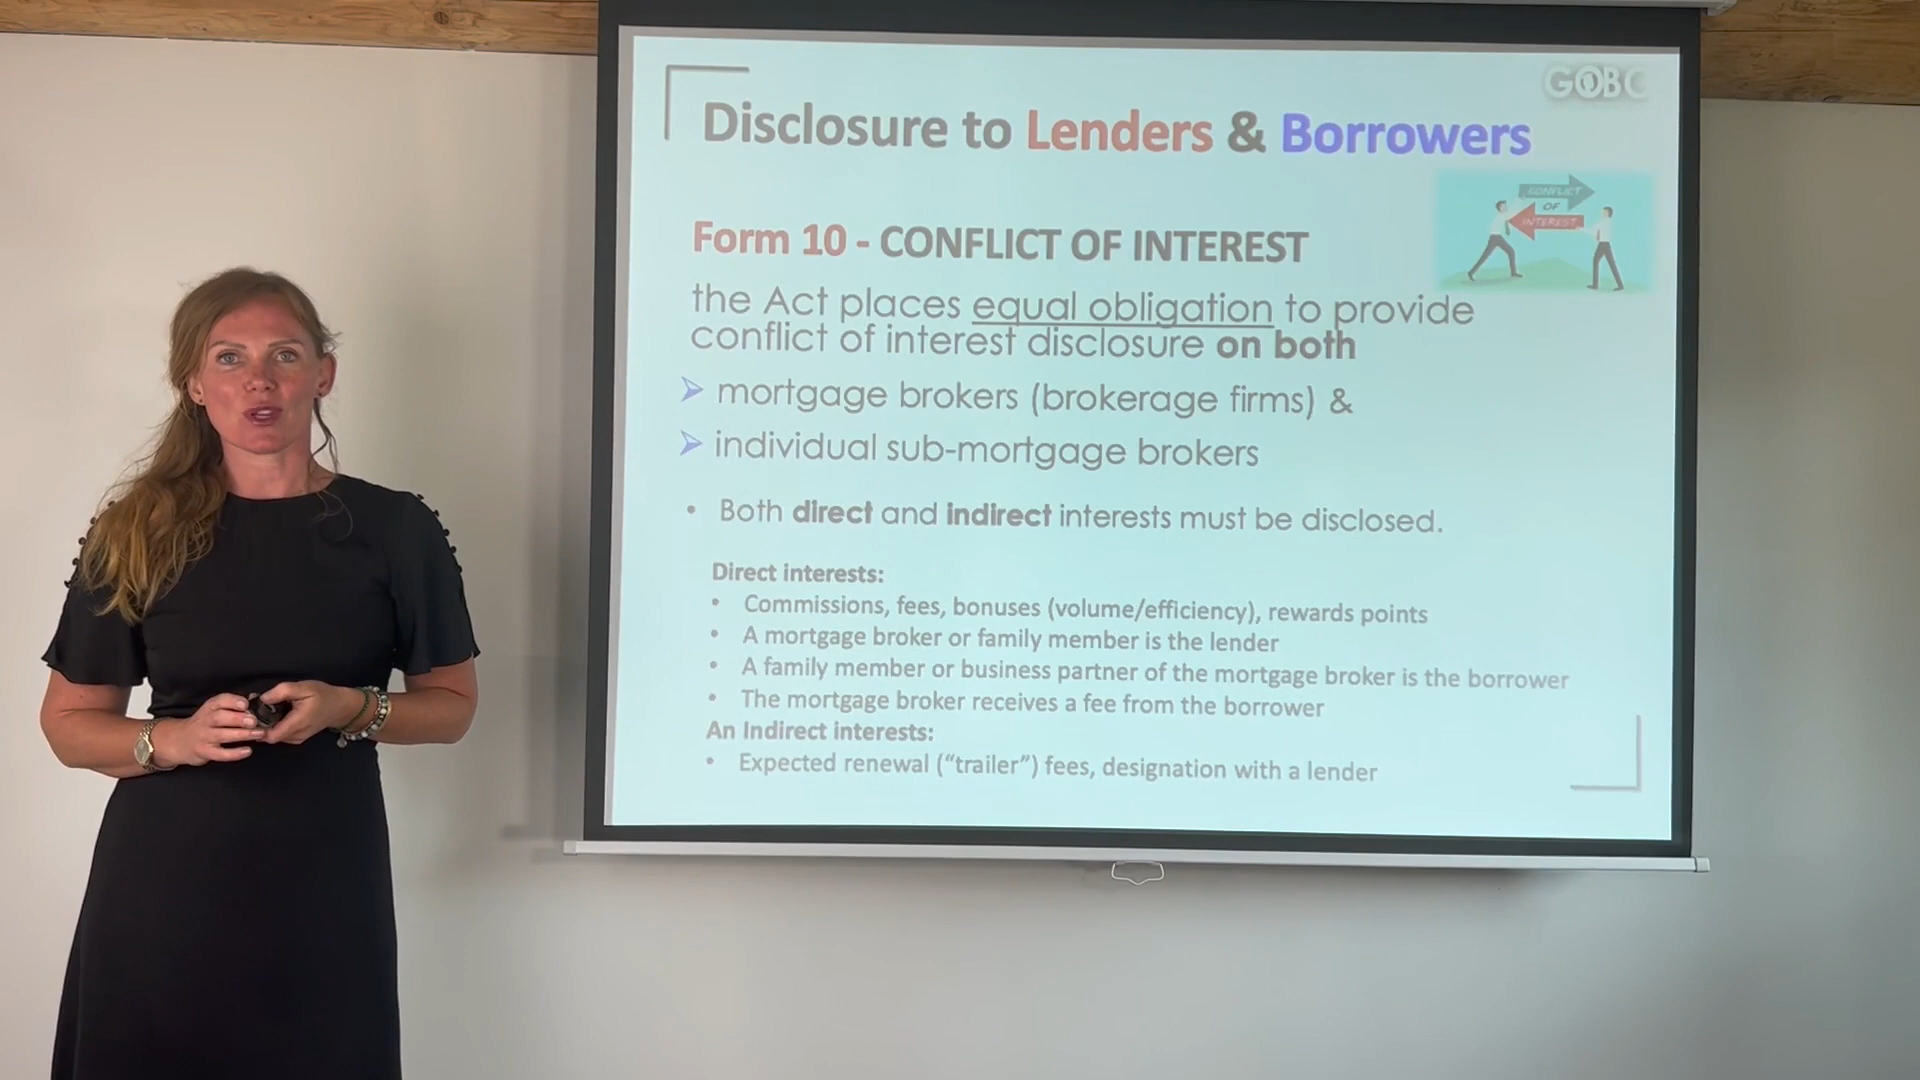 GOBC
Disclosure to Lenders & Borrowers
CONFLICT
OF
INTEREST
Form 10 - CONFLICT OF INTEREST
the Act places equal obligation to provide
conflict of interest disclosure on both
➢ mortgage brokers (brokerage firms) &
➢ individual sub-mortgage brokers
• Both direct and indirect interests must be disclosed.
Direct interests:
• Commissions, fees, bonuses (volume/efficiency), rewards points
• A mortgage broker or family member is the lender
• A family member or business partner of the mortgage broker is the borrower
• The mortgage broker receives a fee from the borrower
An Indirect interests:
• Expected renewal (“trailer”) fees, designation with a lender